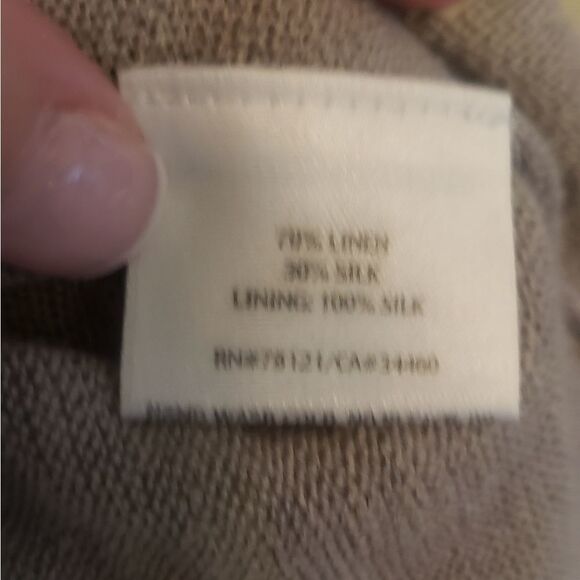 70% LINEN
30% SILK
LINING: 100% SILK
RN#78121/CA#34460